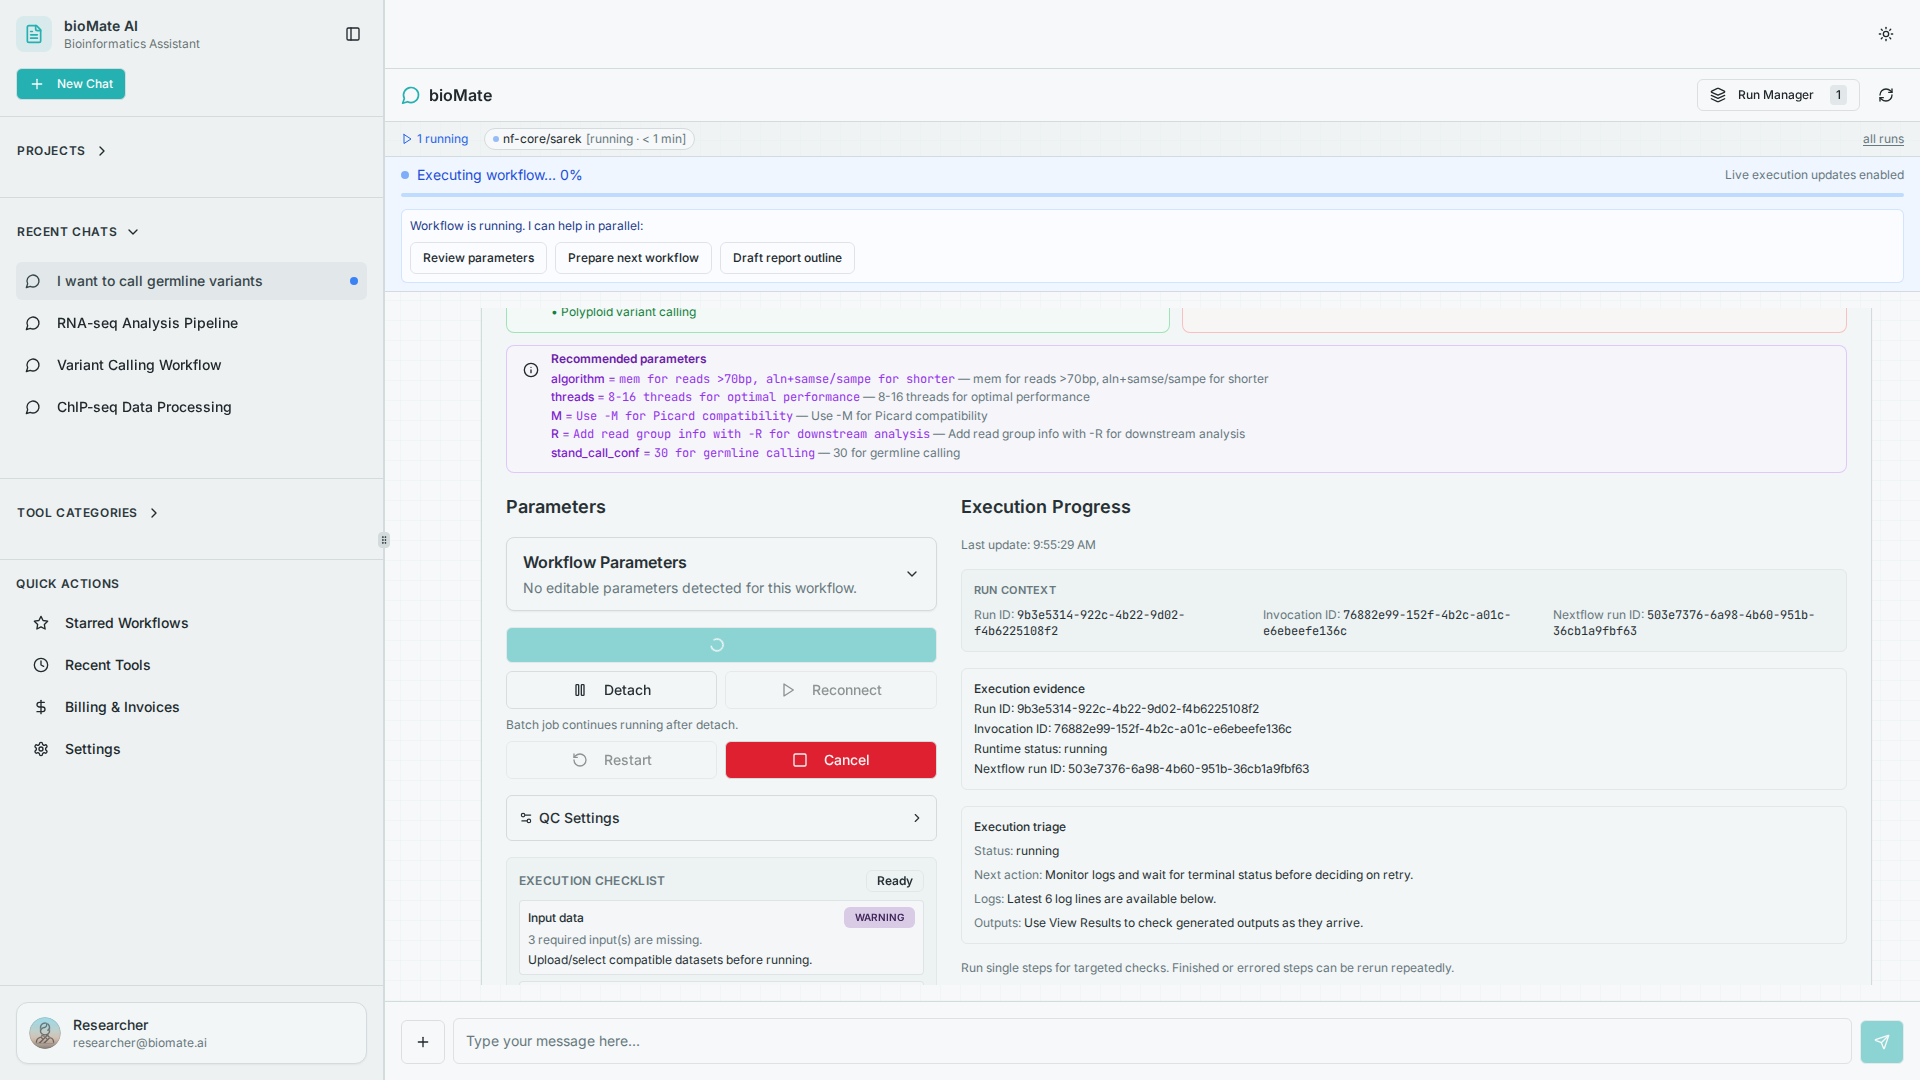 bioMate AI
Bioinformatics Assistant
New Chat
PROJECTS
RECENT CHATS
I want to call germline variants
RNA-seq Analysis Pipeline
Variant Calling Workflow
ChIP-seq Data Processing
TOOL CATEGORIES
QUICK ACTIONS
Starred Workflows
Recent Tools
Billing & Invoices
Settings
Researcher
researcher@biomate.ai
bioMate
Run Manager 1
1 running
nf-core/sarek [running · < 1 min]
all runs
Executing workflow... 0%
Live execution updates enabled
Workflow is running. I can help in parallel:
Review parameters
Prepare next workflow
Draft report outline
• Polyploid variant calling
Recommended parameters
algorithm = mem for reads >70bp, aln+samse/sampe for shorter — mem for reads >70bp, aln+samse/sampe for shorter
threads = 8-16 threads for optimal performance — 8-16 threads for optimal performance
M = Use -M for Picard compatibility — Use -M for Picard compatibility
R = Add read group info with -R for downstream analysis — Add read group info with -R for downstream analysis
stand_call_conf = 30 for germline calling — 30 for germline calling
Parameters
Workflow Parameters
No editable parameters detected for this workflow.
Detach
Reconnect
Batch job continues running after detach.
Restart
Cancel
QC Settings
EXECUTION CHECKLIST
Ready
Input data
WARNING
3 required input(s) are missing.
Upload/select compatible datasets before running.
Execution Progress
Last update: 9:55:29 AM
RUN CONTEXT
Run ID: 9b3e5314-922c-4b22-9d02-
f4b6225108f2
Invocation ID: 76882e99-152f-4b2c-a01c-
e6ebeefe136c
Nextflow run ID: 503e7376-6a98-4b60-951b-
36cb1a9fbf63
Execution evidence
Run ID: 9b3e5314-922c-4b22-9d02-f4b6225108f2
Invocation ID: 76882e99-152f-4b2c-a01c-e6ebeefe136c
Runtime status: running
Nextflow run ID: 503e7376-6a98-4b60-951b-36cb1a9fbf63
Execution triage
Status: running
Next action: Monitor logs and wait for terminal status before deciding on retry.
Logs: Latest 6 log lines are available below.
Outputs: Use View Results to check generated outputs as they arrive.
Run single steps for targeted checks. Finished or errored steps can be rerun repeatedly.
Type your message here...